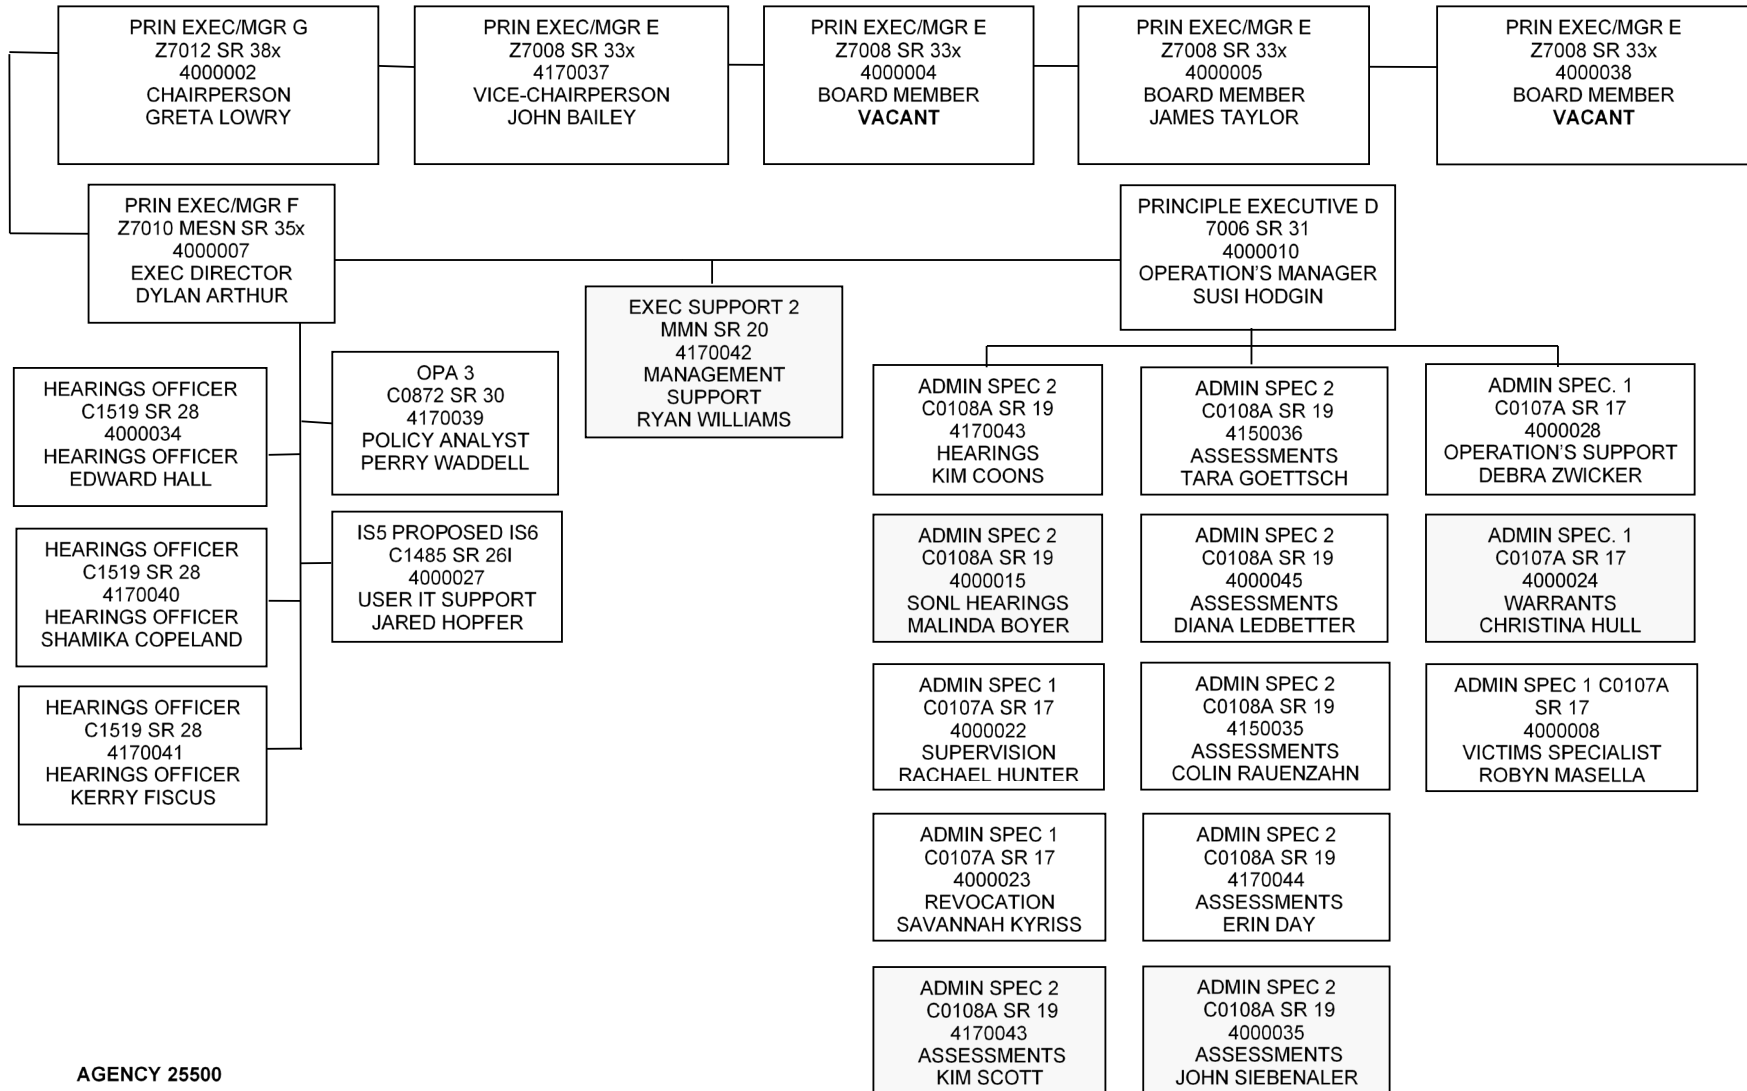 PRIN EXEC/MGR G
Z7012 SR 38x
4000002
CHAIRPERSON
GRETA LOWRY
PRIN EXEC/MGR E
Z7008 SR 33x
4170037
VICE-CHAIRPERSON
JOHN BAILEY
PRIN EXEC/MGR E
Z7008 SR 33x
4000004
BOARD MEMBER
VACANT
PRIN EXEC/MGR E
Z7008 SR 33x
4000005
BOARD MEMBER
JAMES TAYLOR
PRIN EXEC/MGR E
Z7008 SR 33x
4000038
BOARD MEMBER
VACANT
PRIN EXEC/MGR F
Z7010 MESN SR 35x
4000007
EXEC DIRECTOR
DYLAN ARTHUR
PRINCIPLE EXECUTIVE D
7006 SR 31
4000010
OPERATION'S MANAGER
SUSI HODGIN
EXEC SUPPORT 2
MMN SR 20
4170042
MANAGEMENT
SUPPORT
RYAN WILLIAMS
HEARINGS OFFICER
C1519 SR 28
4000034
HEARINGS OFFICER
EDWARD HALL
OPA 3
C0872 SR 30
4170039
POLICY ANALYST
PERRY WADDELL
HEARINGS OFFICER
C1519 SR 28
4170040
HEARINGS OFFICER
SHAMIKA COPELAND
IS5 PROPOSED IS6
C1485 SR 26I
4000027
USER IT SUPPORT
JARED HOPFER
HEARINGS OFFICER
C1519 SR 28
4170041
HEARINGS OFFICER
KERRY FISCUS
ADMIN SPEC 2
C0108A SR 19
4170043
HEARINGS
KIM COONS
ADMIN SPEC 2
C0108A SR 19
4150036
ASSESSMENTS
TARA GOETTSCH
ADMIN SPEC. 1
C0107A SR 17
4000028
OPERATION'S SUPPORT
DEBRA ZWICKER
ADMIN SPEC 2
C0108A SR 19
4000015
SONL HEARINGS
MALINDA BOYER
ADMIN SPEC 2
C0108A SR 19
4000045
ASSESSMENTS
DIANA LEDBETTER
ADMIN SPEC. 1
C0107A SR 17
4000024
WARRANTS
CHRISTINA HULL
ADMIN SPEC 1
C0107A SR 17
4000022
SUPERVISION
RACHAEL HUNTER
ADMIN SPEC 2
C0108A SR 19
4150035
ASSESSMENTS
COLIN RAUENZAHN
ADMIN SPEC 1 C0107A
SR 17
4000008
VICTIMS SPECIALIST
ROBYN MASELLA
ADMIN SPEC 1
C0107A SR 17
4000023
REVOCATION
SAVANNAH KYRISS
ADMIN SPEC 2
C0108A SR 19
4170044
ASSESSMENTS
ERIN DAY
ADMIN SPEC 2
C0108A SR 19
4170043
ASSESSMENTS
KIM SCOTT
ADMIN SPEC 2
C0108A SR 19
4000035
ASSESSMENTS
JOHN SIEBENALER
AGENCY 25500